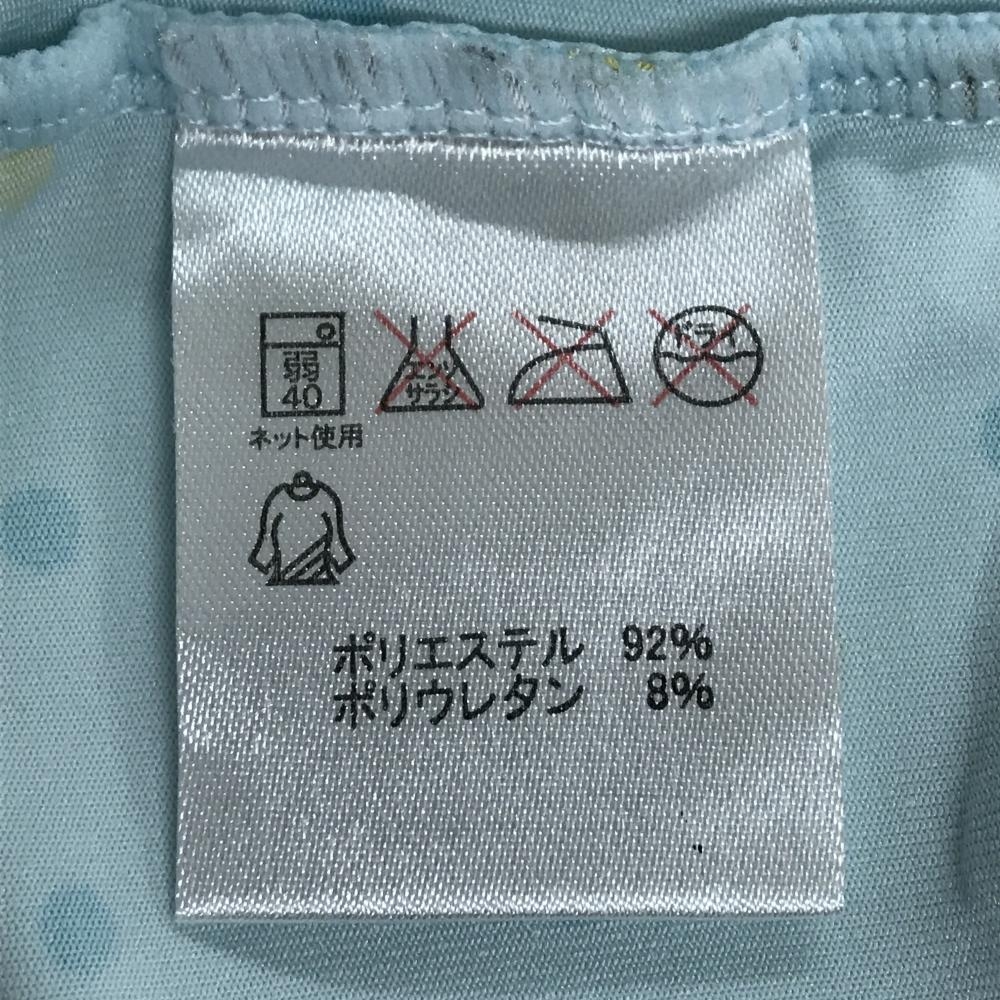 弱
40
エンソ
サラシ
ドライ
ネット使用
ポリエステル 92%
ポリウレタン 8%